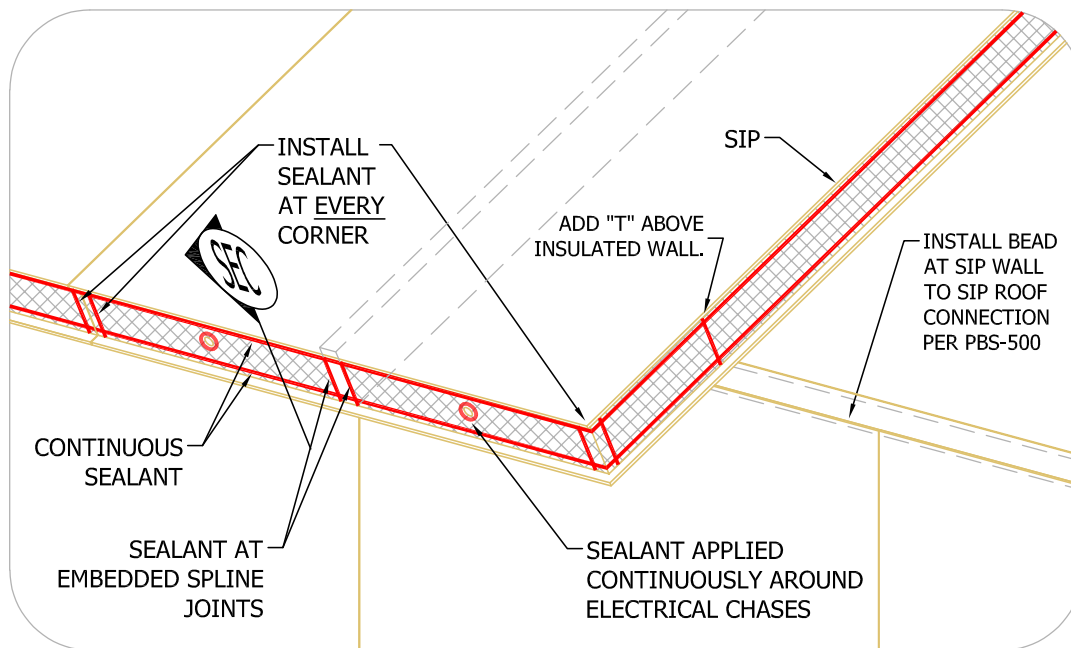 INSTALL
SEALANT
AT EVERY
CORNER
SEC
SIP
ADD "T" ABOVE
INSULATED WALL.
INSTALL BEAD
AT SIP WALL
TO SIP ROOF
CONNECTION
PER PBS-500
CONTINUOUS
SEALANT
SEALANT AT
EMBEDDED SPLINE
JOINTS
SEALANT APPLIED
CONTINUOUSLY AROUND
ELECTRICAL CHASES